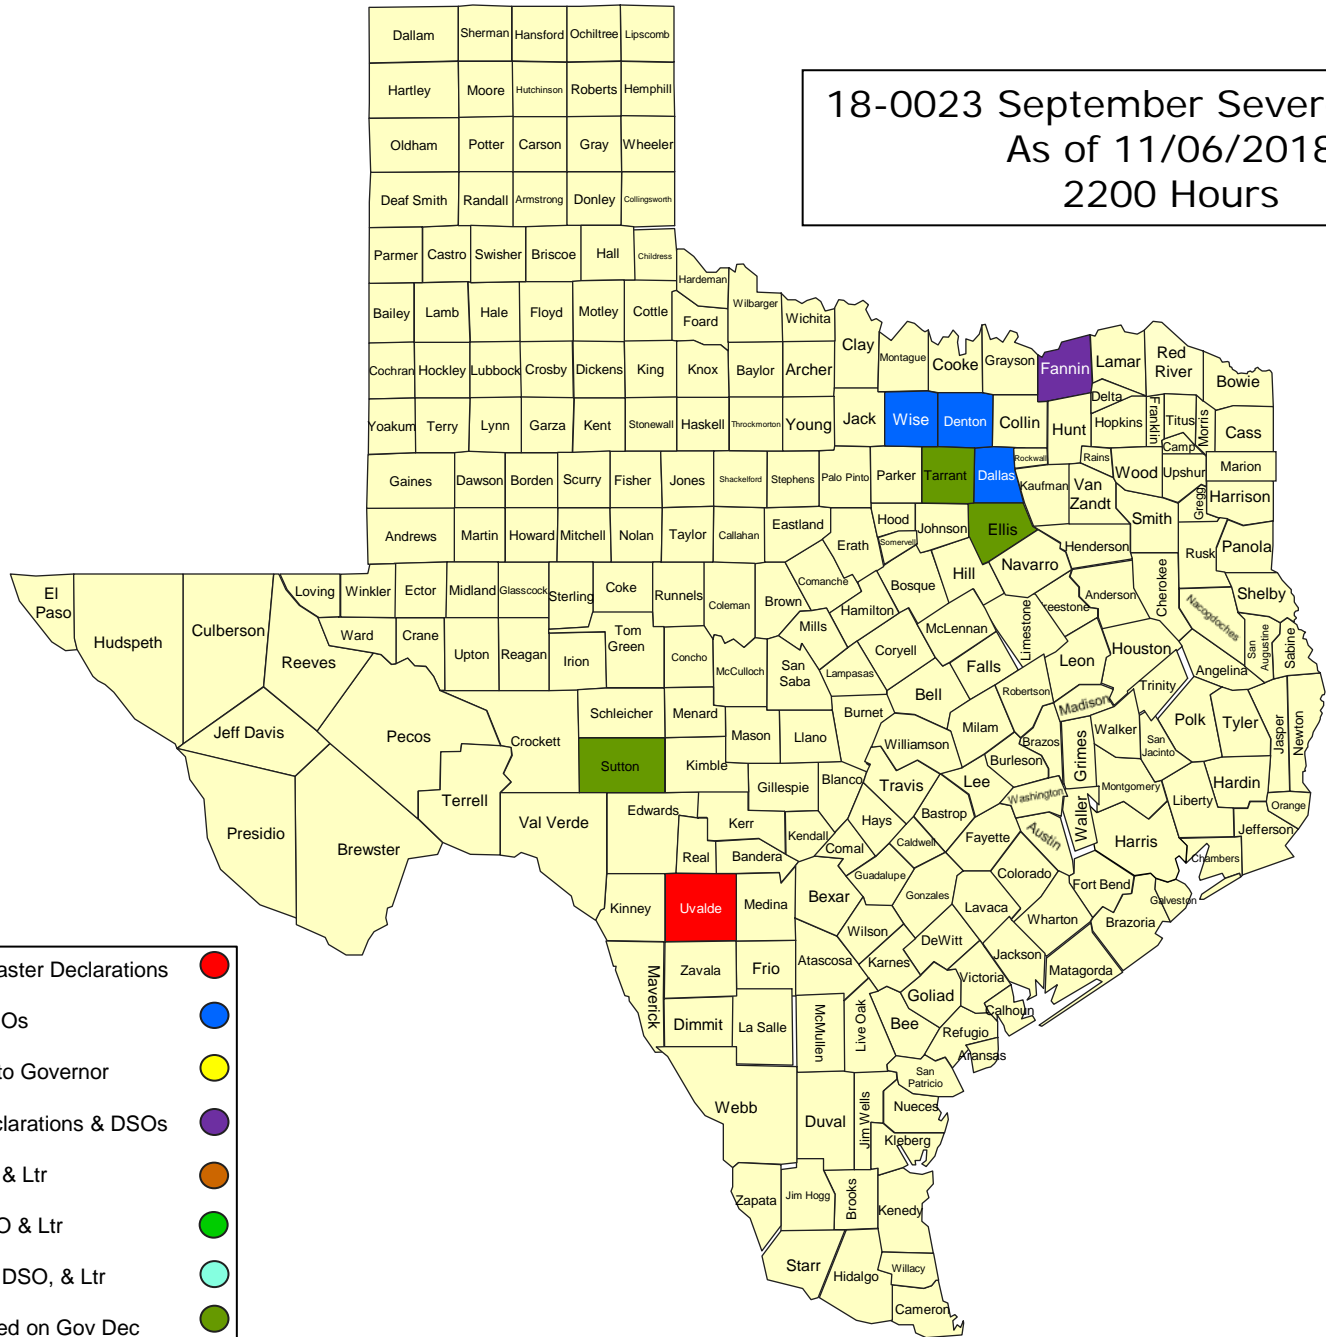 18-0023 September Sever
As of 11/06/2018
2200 Hours
Dallam Sherman Hansford Ochiltree Lipscomb
Hartley Moore Hutchinson Roberts Hemphill
Oldham Potter Carson Gray Wheeler
Deaf Smith Randall Armstrong Donley Collingsworth
Parmer Castro Swisher Briscoe Hall Childress
Hardeman
Bailey Lamb Hale Floyd Motley Cottle Foard Wilbarger Wichita
Clay Montague Cooke Grayson Fannin Lamar Red
River
Bowie
Cochran Hockley Lubbock Crosby Dickens King Knox Baylor Archer
Delta
Yoakum Terry Lynn Garza Kent Stonewall Haskell Throckmorton Young Jack Wise Denton Collin Hunt Hopkins Franklin Titus Morris Cass
Camp
Rockwall Rains
Gaines Dawson Borden Scurry Fisher Jones Shackelford Stephens Palo Pinto Parker Tarrant Dallas Kaufman Van
Zandt
Wood Upshur Marion
Gregg Harrison
Andrews Martin Howard Mitchell Nolan Taylor Callahan Eastland Erath Hood Somervell Johnson Ellis Henderson Smith Rusk Panola
El
Paso
Hudspeth Culberson Loving Winkler Ector Midland Glasscock Sterling Coke Runnels Coleman Brown Comanche Hamilton Bosque Hill Navarro Limestone reestone Anderson Cherokee Nacogdoches Shelby
Reeves Ward Crane Upton Reagan Irion Tom
Green
Concho McCulloch San
Saba
Mills Lampasas Coryell McLennan Falls Leon Houston Angelina San
Augustine
Sabine
Jeff Davis Pecos Crockett Schleicher Menard Mason Llano Burnet Bell Milam Robertson Madison Trinity
Walker San
Jacinto
Polk Tyler Jasper Newton
Presidio Brewster Terrell Sutton Kimble Gillespie Blanco Williamson Travis Lee Burleson Brazos Grimes Montgomery Liberty Hardin Orange
Val Verde Edwards Kerr Kendall Hays Bastrop Washington Waller Harris Jefferson
Real Bandera Comal Caldwell Fayette Austin Chambers
Kinney Uvalde Medina Bexar Guadalupe Gonzales Lavaca Colorado Fort Bend Galveston
Wilson DeWitt Wharton Brazoria
Maverick Zavala Frio Atascosa Karnes Goliad Victoria Jackson Matagorda
Dimmit La Salle McMullen Live Oak Bee Refugio Calhoun
Aransas
San
Patricio
Webb Duval Jim Wells Nueces
Kleberg
Zapata Jim Hogg Brooks Kenedy
Starr Hidalgo Willacy
Cameron
aster Declarations
Os
to Governor
clarations & DSOs
& Ltr
O & Ltr
DSO, & Ltr
ed on Gov Dec